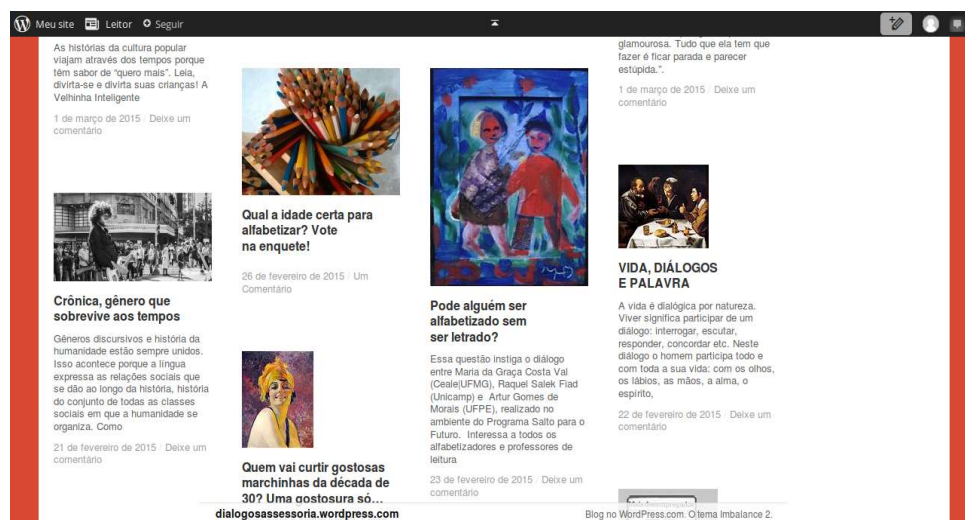 Meu site Leitor Seguir
As histórias da cultura popular
viajam através dos tempos porque
têm sabor de “quero mais”. Leia,
divirta-se e divirta suas crianças! A
Velhinha Inteligente
1 de março de 2015 / Deixe um
comentário
Crônica, gênero que
sobrevive aos tempos
Gêneros discursivos e história da
humanidade estão sempre unidos.
Isso acontece porque a língua
expressa as relações sociais que
se dão ao longo da história, história
do conjunto de todas as classes
sociais em que a humanidade se
organiza. Como
21 de fevereiro de 2015 / Deixe um
comentário
Qual a idade certa para
alfabetizar? Vote
na enquete!
26 de fevereiro de 2015 / Um
Comentário
Quem vai curtir gostosas
marchinhas da década de
30? Uma gostosura só…
Pode alguém ser
alfabetizado sem
ser letrado?
Essa questão instiga o diálogo
entre Maria da Graça Costa Val
(Ceale|UFMG), Raquel Salek Fiad
(Unicamp) e Artur Gomes de
Morais (UFPE), realizado no
ambiente do Programa Salto para o
Futuro. Interessa a todos os
alfabetizadores e professores de
leitura
23 de fevereiro de 2015 / Deixe um
comentário
glamourosa. Tudo que ela tem que
fazer é ficar parada e parecer
estúpida.”.
1 de março de 2015 / Deixe um
comentário
VIDA, DIÁLOGOS
E PALAVRA
A vida é dialógica por natureza.
Viver significa participar de um
diálogo: interrogar, escutar,
responder, concordar etc. Neste
diálogo o homem participa todo e
com toda a sua vida: com os olhos,
os lábios, as mãos, a alma, o
espírito,
22 de fevereiro de 2015 / Deixe um
comentário
dialogosassessoria.wordpress.com
Blog no WordPress.com. O tema Imbalance 2.